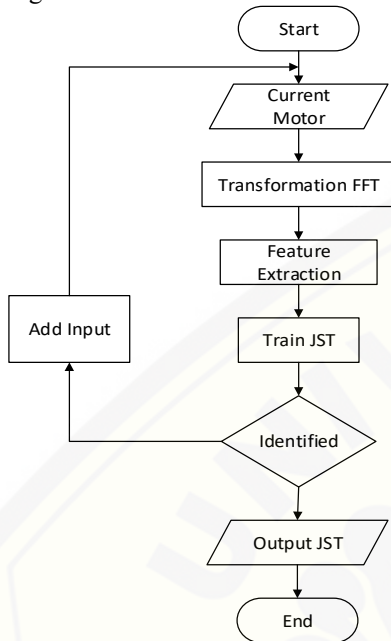 Start
Current
Motor
Transformation FFT
Feature
Extraction
Add Input
Train JST
Identified
Output JST
End